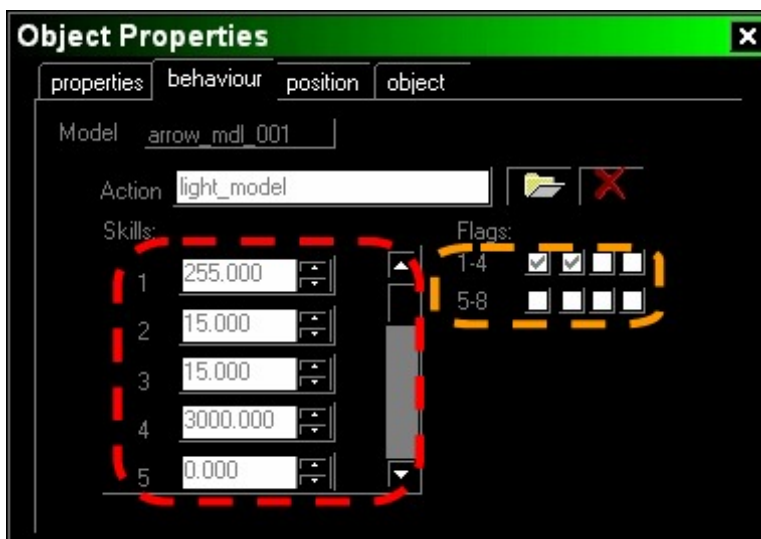 Object Properties
properties behaviour position object
Model arrow_mdl_001
Action light_model
Skills: Flags:
1 255.000 1-4
2 15.000 5-8
3 15.000
4 3000.000
5 0.000